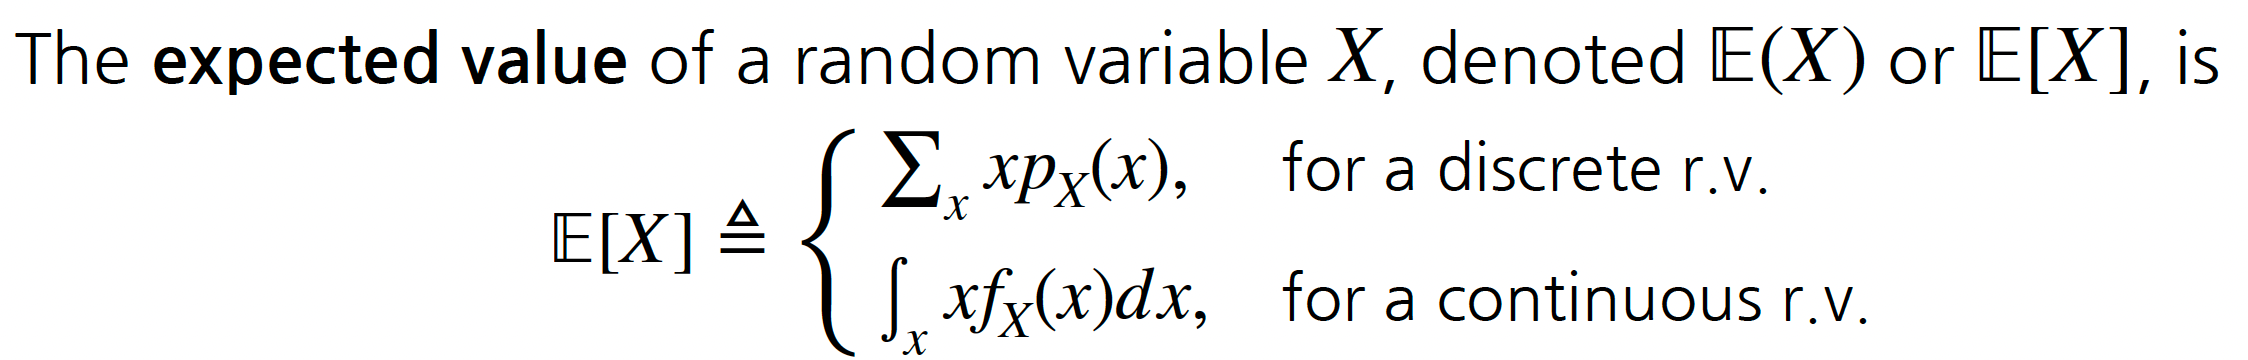 The expected value of a random variable X, denoted 𝔼(X) or 𝔼[X], is
𝔼[X] ≜ { ∑ₓ xp_X(x), for a discrete r.v.
∫ₓ xf_X(x)dx, for a continuous r.v.